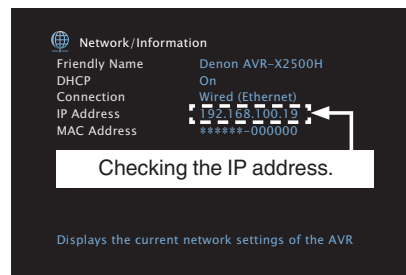 Network/Information
Friendly Name Denon AVR-X2500H
DHCP On
Connection Wired (Ethernet)
IP Address 192.168.100.19
MAC Address ******-000000
Checking the IP address.
Displays the current network settings of the AVR